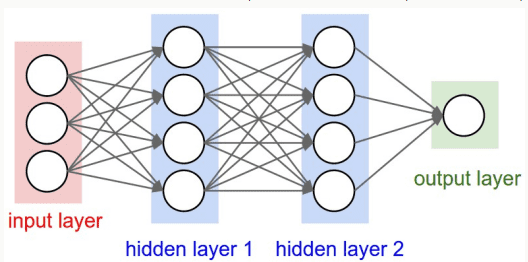 output layer
input layer
hidden layer 1
hidden layer 2